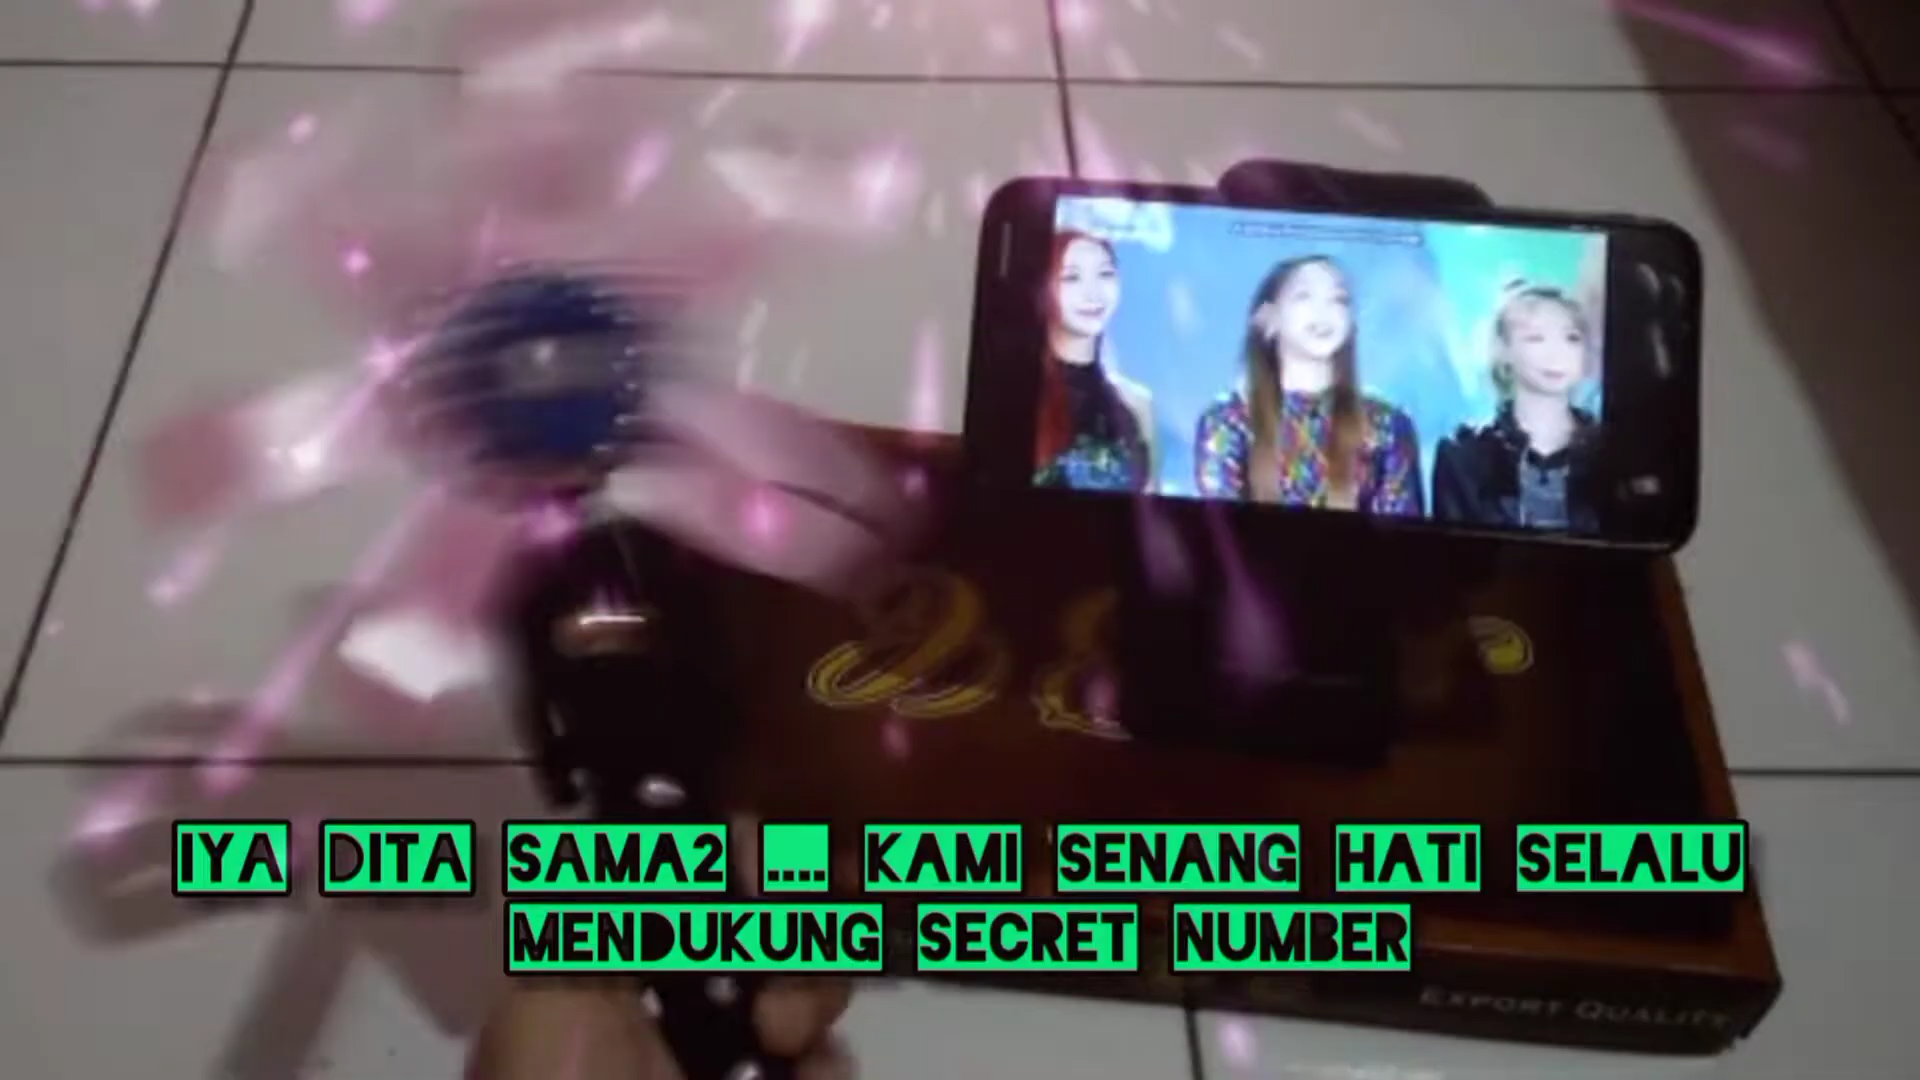 IYA DITA SAMA2 .... KAMI SENANG HATI SELALU
MENDUKUNG SECRET NUMBER
EXPORT QUALITY